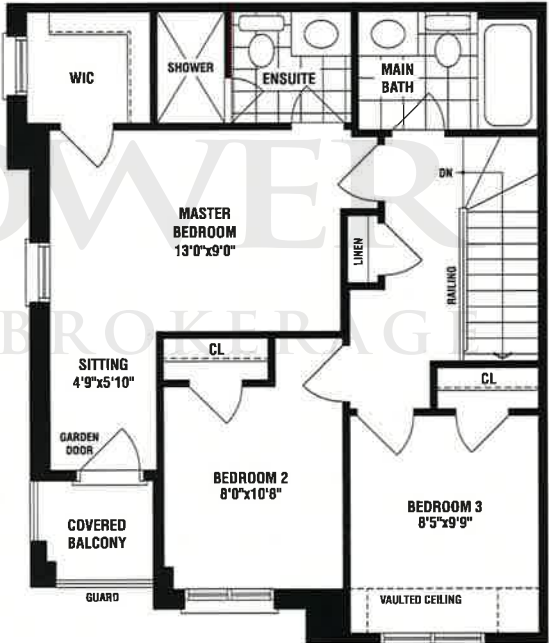 WIC
SHOWER
ENSUITE
MAIN
BATH
DN
MASTER
BEDROOM
13'0"x9'0"
LINEN
RAILING
OWER
BROKERAGE
SITTING
4'9"x5'10"
CL
CL
GARDEN
DOOR
BEDROOM 2
8'0"x10'8"
BEDROOM 3
8'5"x9'9"
COVERED
BALCONY
GUARD
VAULTED CEILING